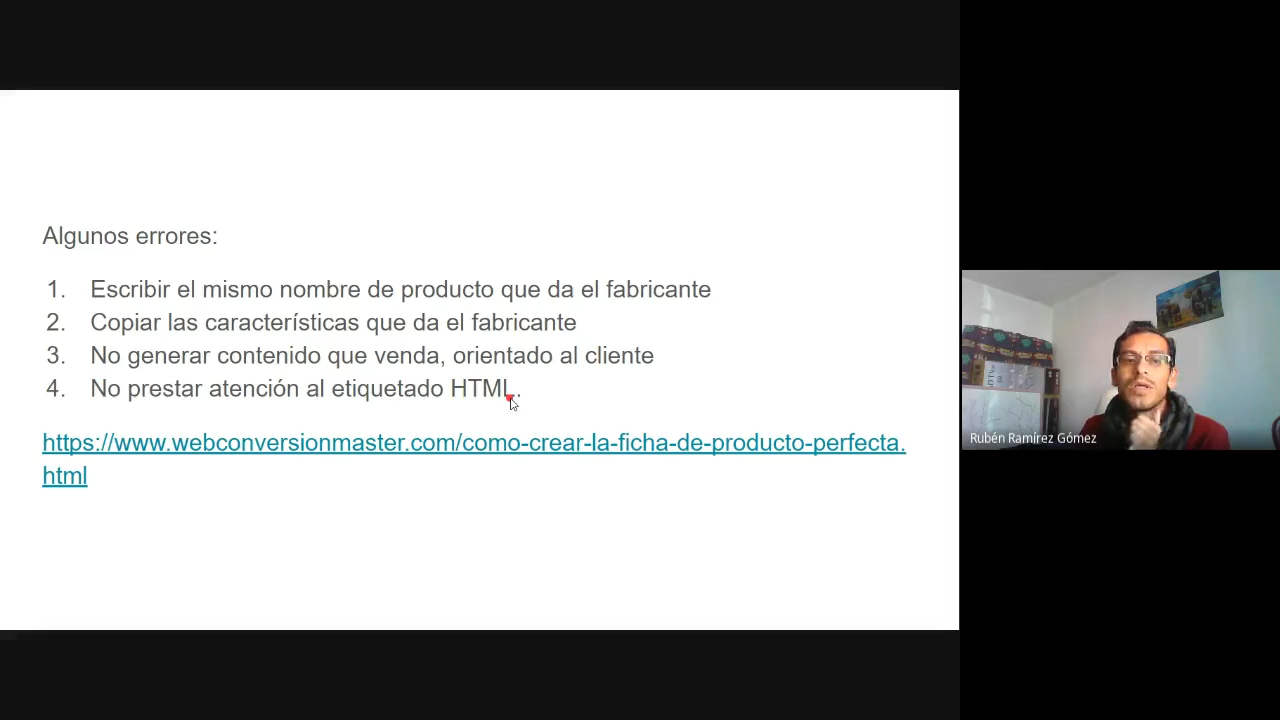 Algunos errores:
1. Escribir el mismo nombre de producto que da el fabricante
2. Copiar las características que da el fabricante
3. No generar contenido que venda, orientado al cliente
4. No prestar atención al etiquetado HTML..
https://www.webconversionmaster.com/como-crear-la-ficha-de-producto-perfecta.
html
Rubén Ramírez Gómez